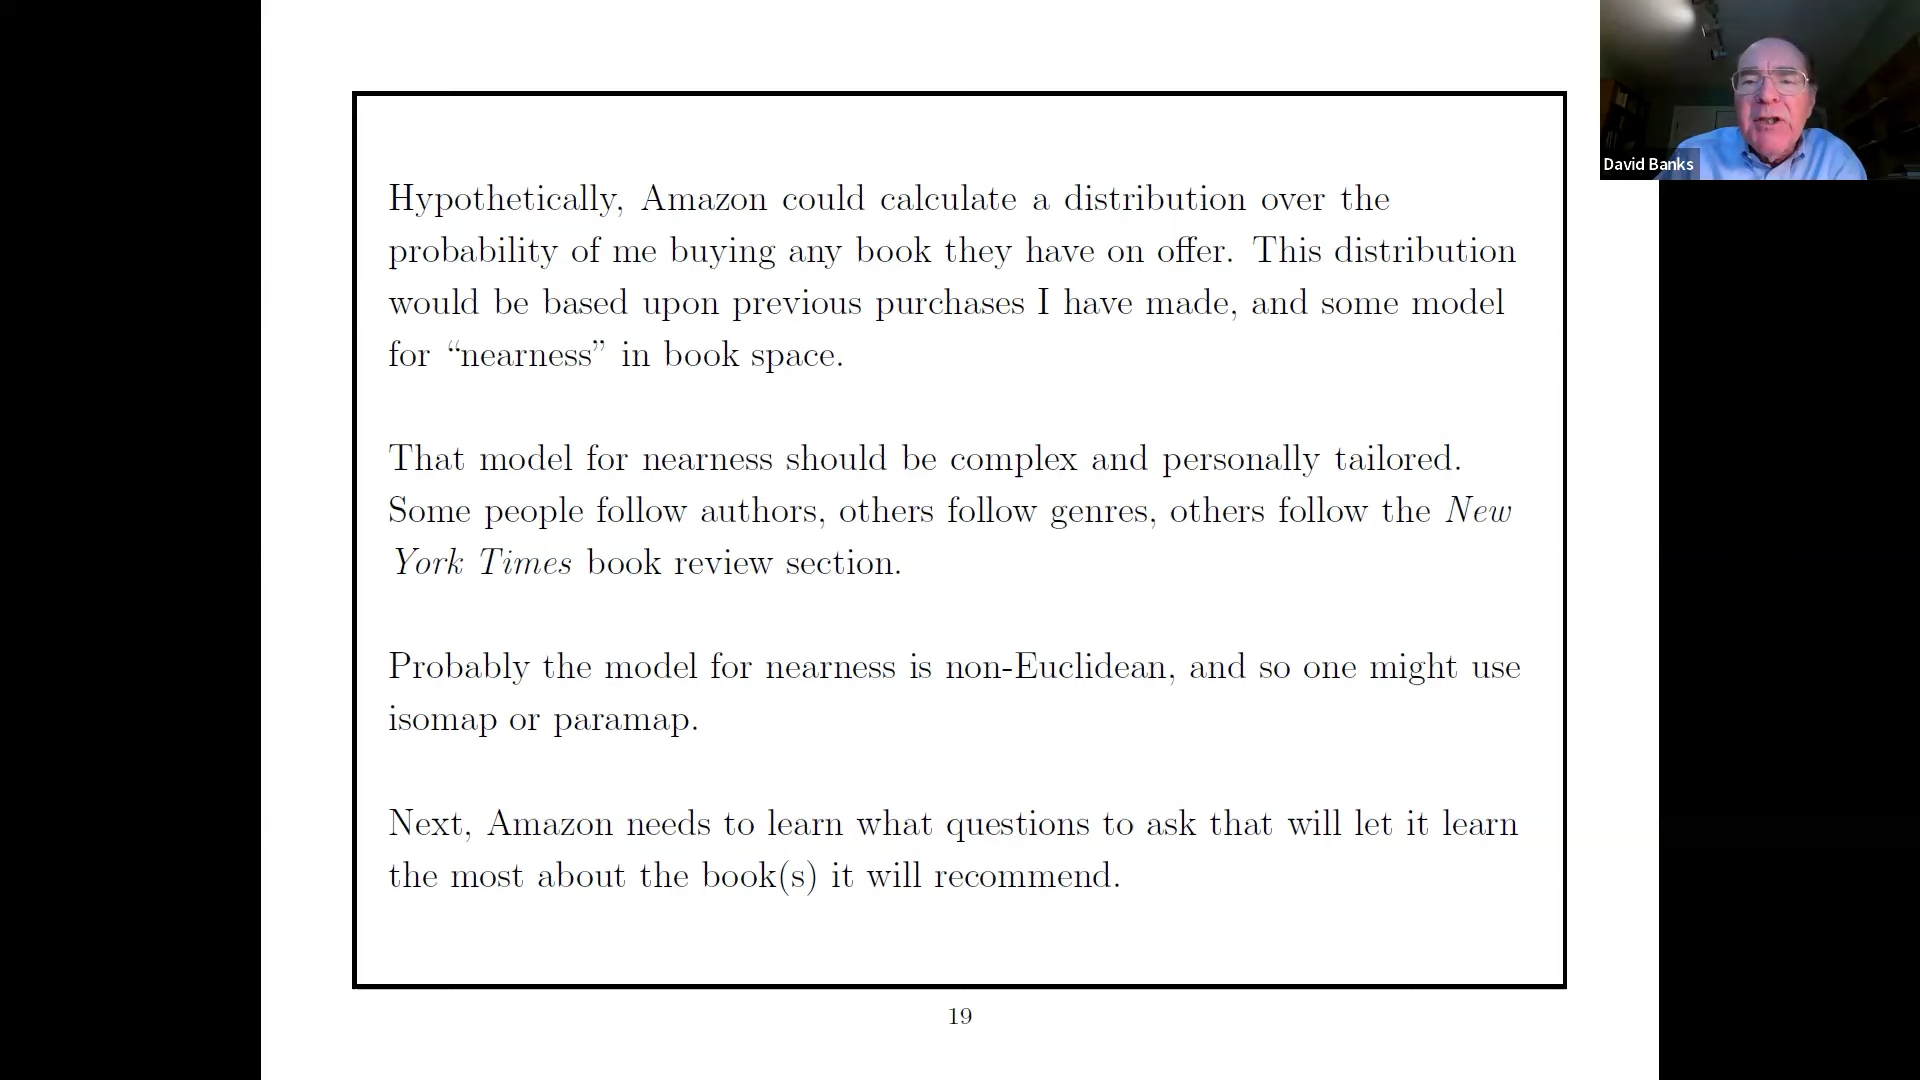 Hypothetically, Amazon could calculate a distribution over the
probability of me buying any book they have on offer. This distribution
would be based upon previous purchases I have made, and some model
for “nearness” in book space.
That model for nearness should be complex and personally tailored.
Some people follow authors, others follow genres, others follow the New
York Times book review section.
Probably the model for nearness is non-Euclidean, and so one might use
isomap or paramap.
Next, Amazon needs to learn what questions to ask that will let it learn
the most about the book(s) it will recommend.
19
David Banks